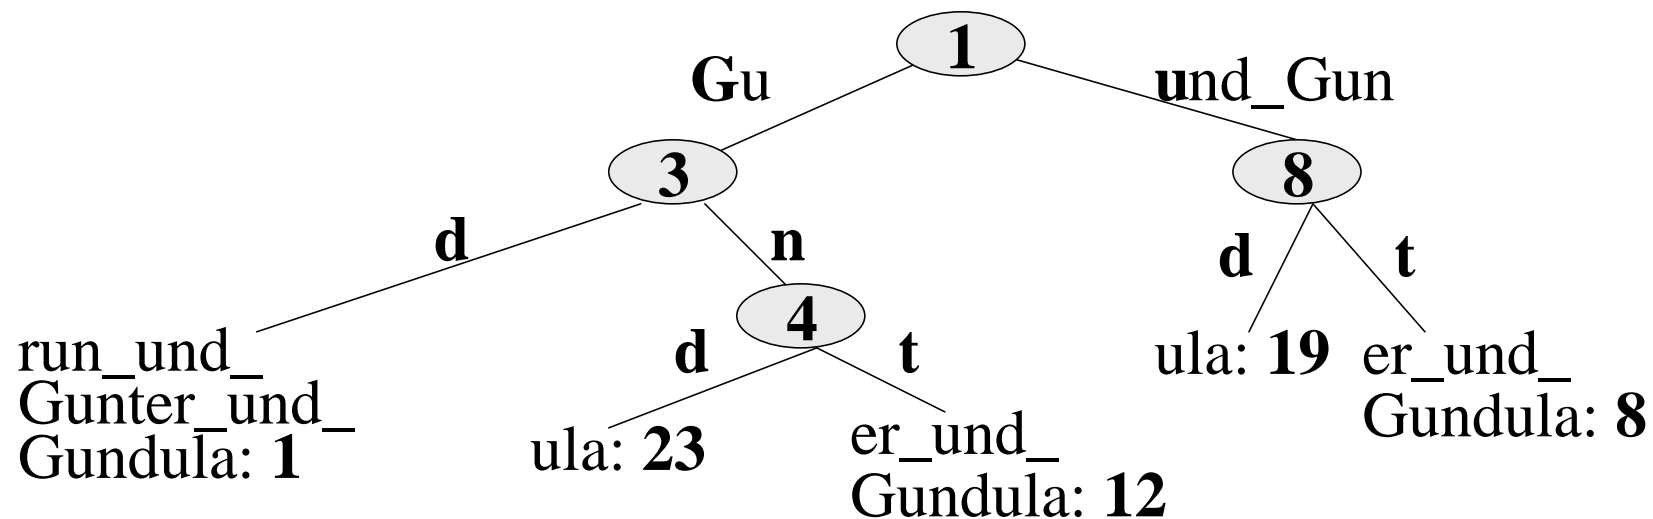 1
Gu
und_Gun
3
8
d
n
d
t
4
run_und_
Gunter_und_
Gundula: 1
d
t
ula: 23
er_und_
Gundula: 12
ula: 19
er_und_
Gundula: 8